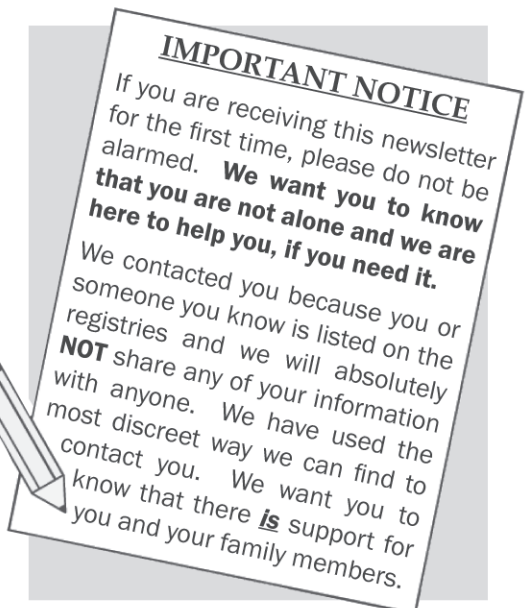 IMPORTANT NOTICE
If you are receiving this newsletter
for the first time, please do not be
alarmed. We want you to know
that you are not alone and we are
here to help you, if you need it.
We contacted you because you or
someone you know is listed on the
registries and we will absolutely
NOT share any of your information
with anyone. We have used the
most discreet way we can find to
contact you. We want you to
know that there is support for
you and your family members.